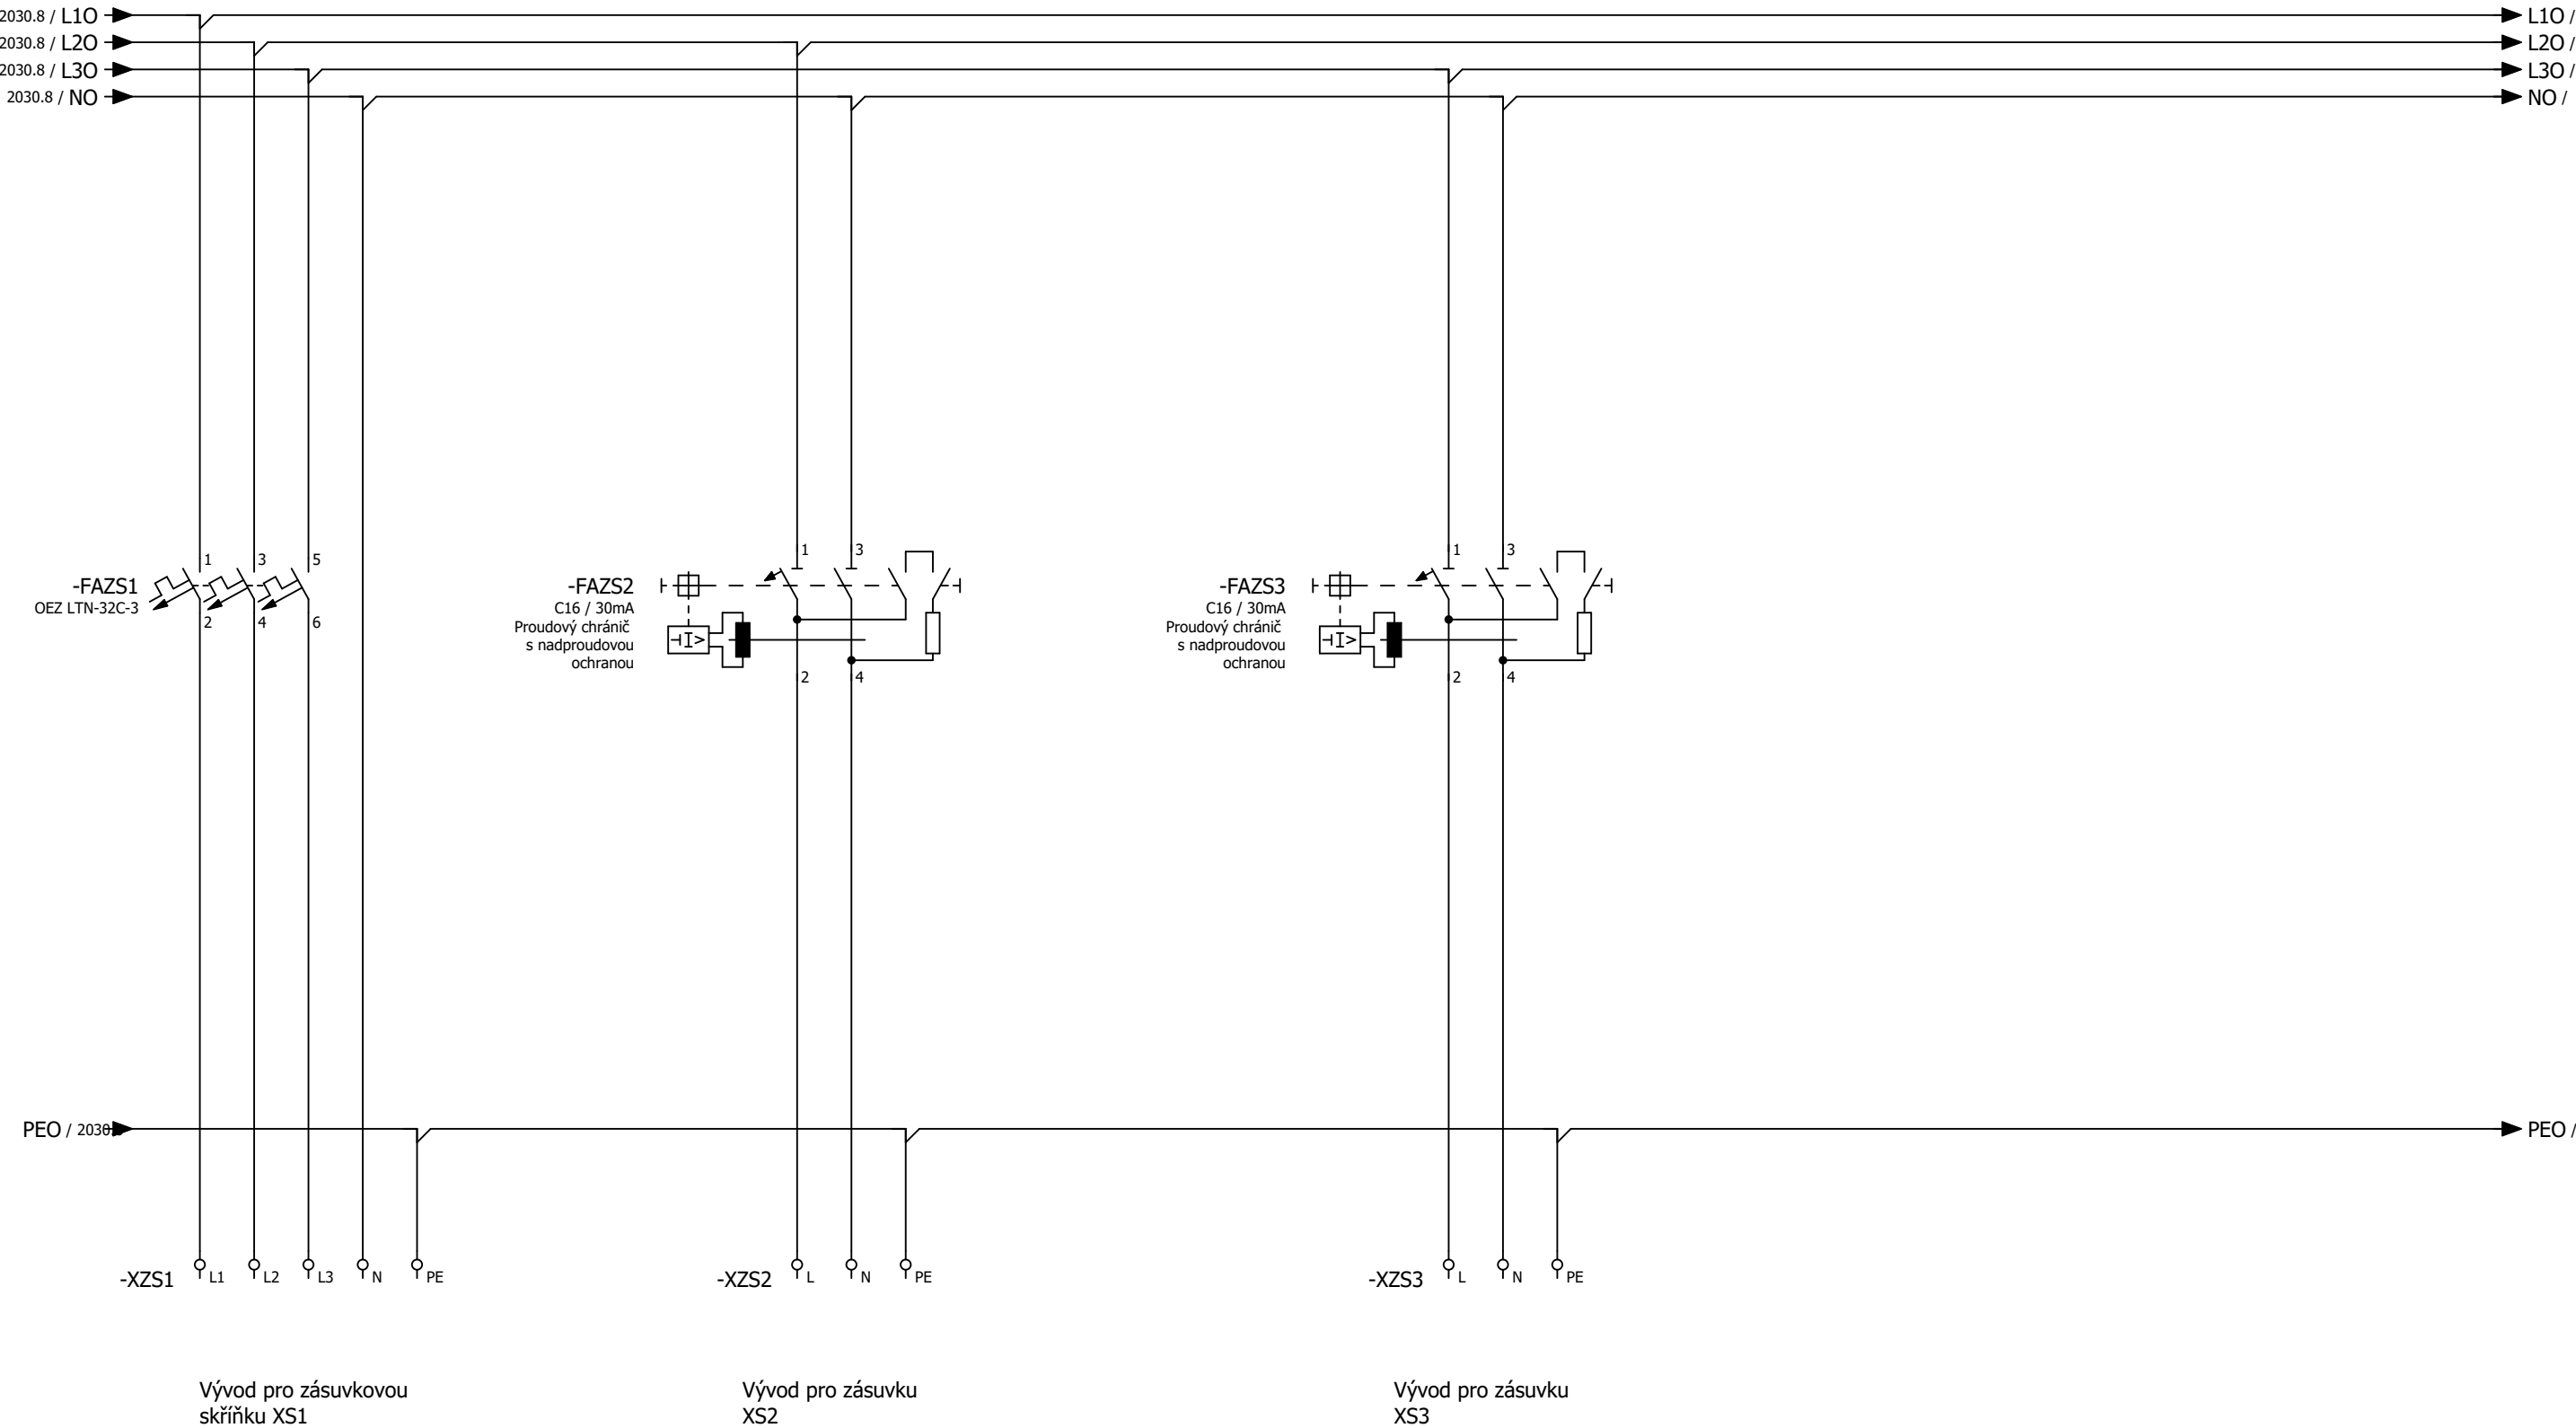 2030.8 / L1O
L1O /
2030.8 / L2O
L2O /
2030.8 / L3O
L3O /
2030.8 / NO
NO /
-FAZS1
OEZ LTN-32C-3
1
3
5
2
4
6
-FAZS2
C16 / 30mA
Proudový chránič
s nadproudovou
ochranou
1
3
I>
2
4
-FAZS3
C16 / 30mA
Proudový chránič
s nadproudovou
ochranou
1
3
I>
2
4
PEO / 2030
PEO /
-XZS1
L1
L2
L3
N
PE
-XZS2
L
N
PE
-XZS3
L
N
PE
Vývod pro zásuvkovou
skříňku XS1
Vývod pro zásuvku
XS2
Vývod pro zásuvku
XS3